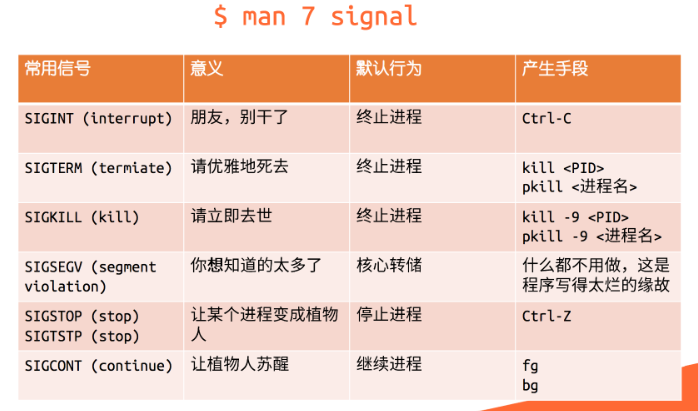 $ man 7 signal
常用信号 意义 默认行为 产生手段
SIGINT (interrupt) 朋友，别干了 终止进程 Ctrl-C
SIGTERM (termiate) 请优雅地死去 终止进程 kill <PID>
pkill <进程名>
SIGKILL (kill) 请立即去世 终止进程 kill -9 <PID>
pkill -9 <进程名>
SIGSEGV (segment 你想知道的太多了 核心转储 什么都不用做，这是
violation) 程序写得太烂的缘故
SIGSTOP (stop) 让某个进程变成植物 停止进程 Ctrl-Z
SIGTSTP (stop) 人
SIGCONT (continue) 让植物人苏醒 继续进程 fg
bg